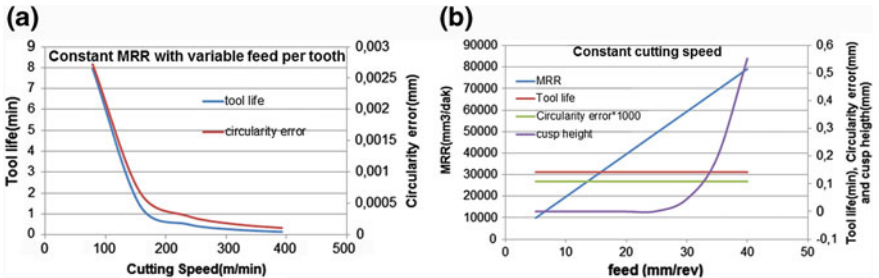 (a)
Constant MRR with variable feed per tooth
Tool life(min)
9
8
7
6
5
4
3
2
1
0
tool life
circularity error
0,003
0,0025
0,002
0,0015
0,001
0,0005
0
Circularity error(mm)
0 100 200 300 400 500
Cutting Speed(m/min)
(b)
Constant cutting speed
MRR(mm3/dak)
90000
80000
70000
60000
50000
40000
30000
20000
10000
0
MRR
Tool life
Circularity error*1000
cusp height
0,6
0,5
0,4
0,3
0,2
0,1
0
-0,1
Tool life(min), Circularity error(mm)
and cusp heigth(mm)
0 10 20 30 40 50
feed (mm/rev)